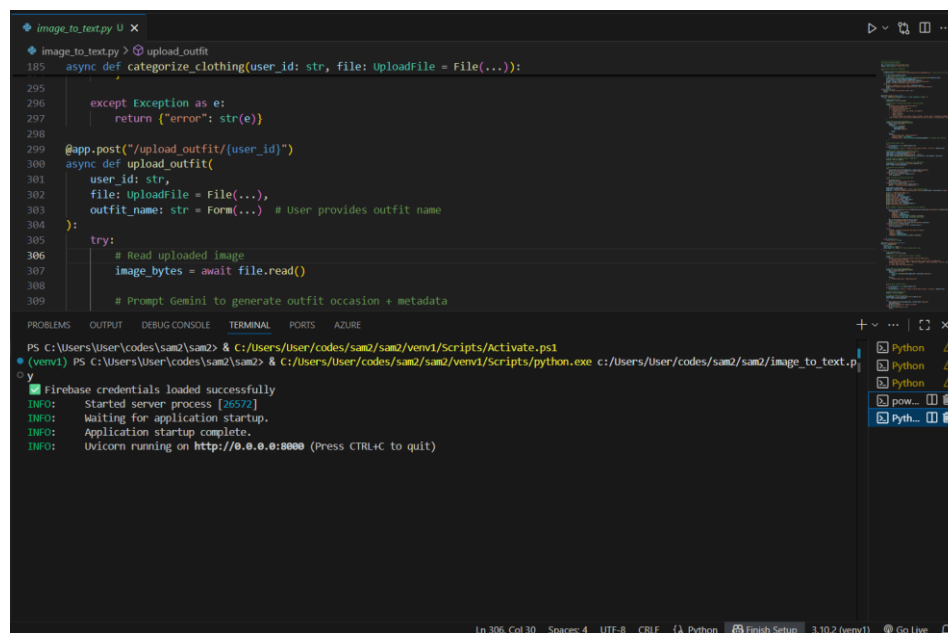 image_to_text.py U
image_to_text.py > upload_outfit
185 async def categorize_clothing(user_id: str, file: UploadFile = File(...)):
295
296 except Exception as e:
297 return {"error": str(e)}
298
299 @app.post("/upload_outfit/{user_id}")
300 async def upload_outfit(
301 user_id: str,
302 file: UploadFile = File(...),
303 outfit_name: str = Form(...) # User provides outfit name
304 ):
305 try:
306 # Read uploaded image
307 image_bytes = await file.read()
308
309 # Prompt Gemini to generate outfit occasion + metadata
PROBLEMS OUTPUT DEBUG CONSOLE TERMINAL PORTS AZURE
PS C:\Users\User\codes\sam2\sam2> & C:/Users/User/codes/sam2/sam2/venv1/Scripts/Activate.ps1
(venv1) PS C:\Users\User\codes\sam2\sam2> & C:/Users/User/codes/sam2/sam2/venv1/Scripts/python.exe c:/Users/User/codes/sam2/sam2/image_to_text.p
y
Firebase credentials loaded successfully
INFO: Started server process [26572]
INFO: Waiting for application startup.
INFO: Application startup complete.
INFO: Uvicorn running on http://0.0.0.0:8000 (Press CTRL+C to quit)
Python
Python
Python
pow...
Pyth...
Ln 306, Col 30 Spaces: 4 UTF-8 CRLF Python Finish Setup 3.10.2 (venv1) Go Live